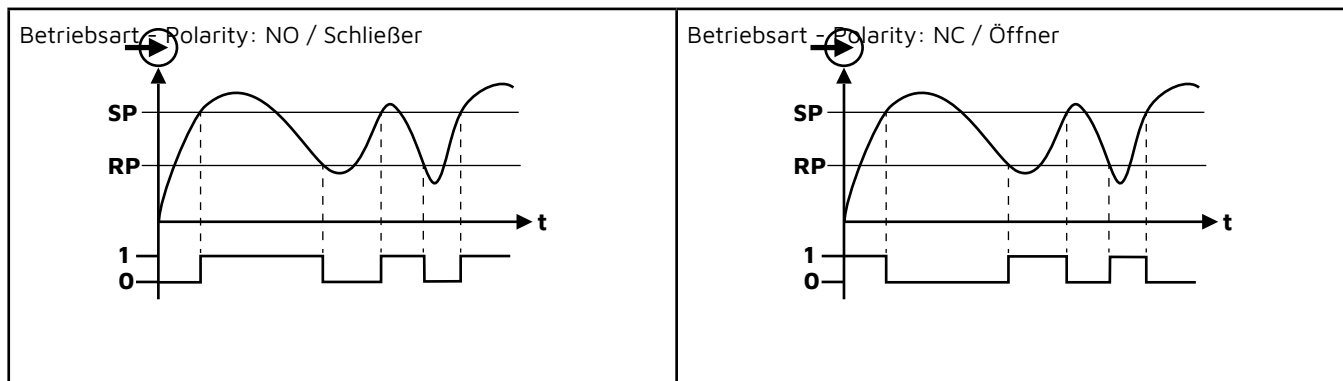 Betriebsart - Polarity: NO / Schließer
SP
RP
t
1
0
Betriebsart - Polarity: NC / Öffner
SP
RP
t
1
0